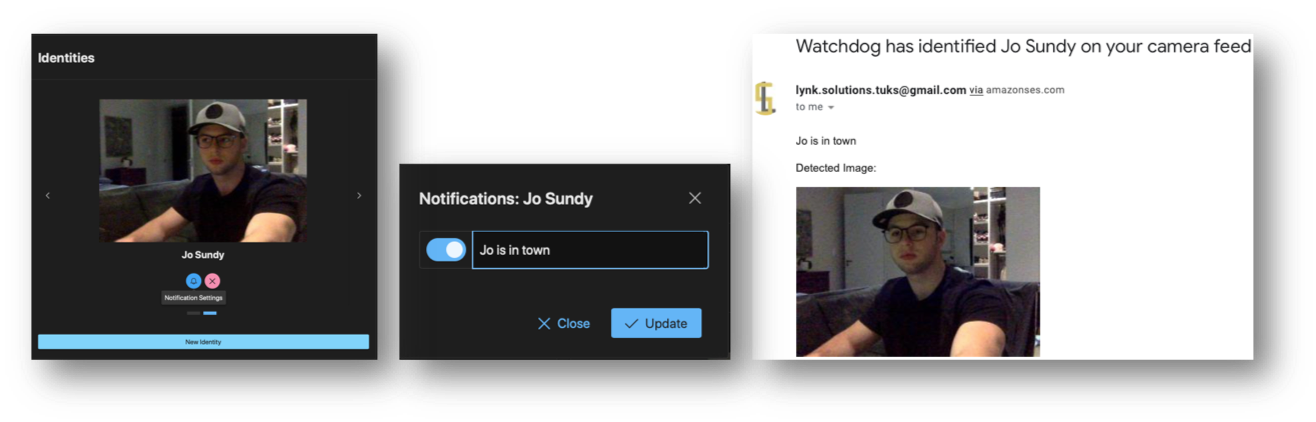 Identities
Jo Sundy
Notification Settings
New Identity
Notifications: Jo Sundy
Jo is in town
Close
Update
Watchdog has identified Jo Sundy on your camera feed
lynk.solutions.tuks@gmail.com via amazonses.com
to me
Jo is in town
Detected Image: